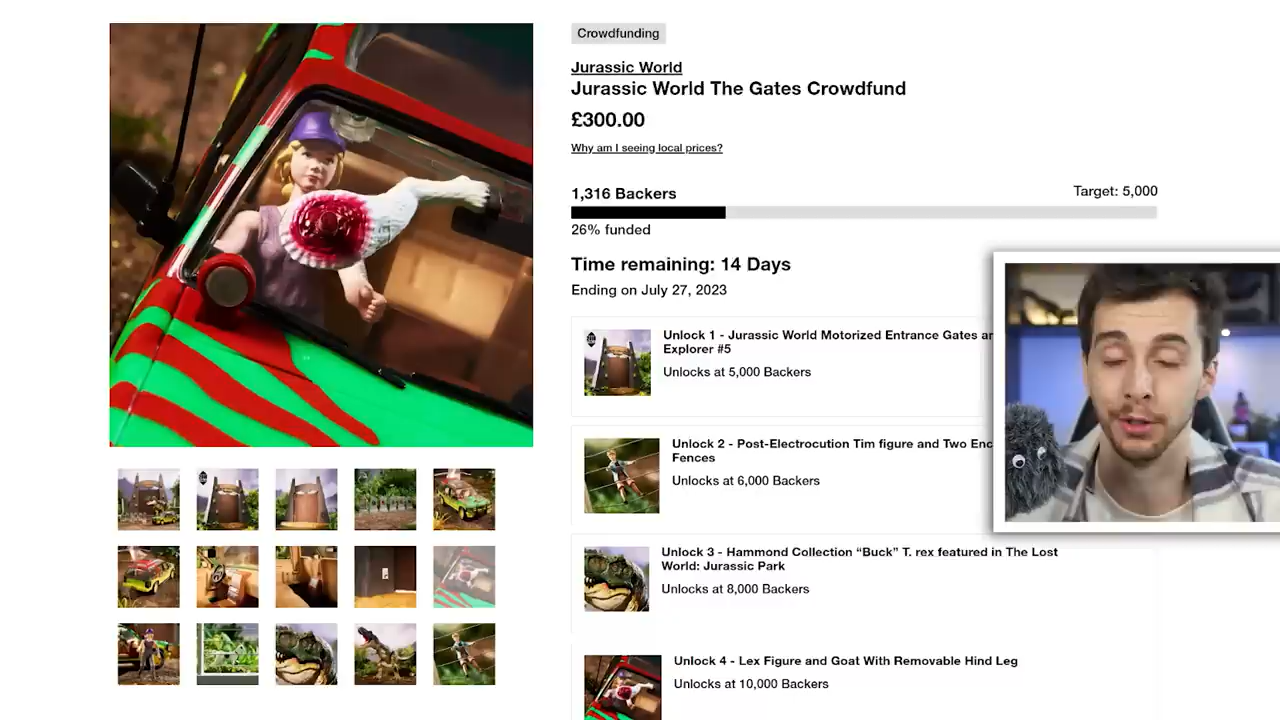 Crowdfunding
Jurassic World
Jurassic World The Gates Crowdfund
£300.00
Why am I seeing local prices?
1,316 Backers
Target: 5,000
26% funded
Time remaining: 14 Days
Ending on July 27, 2023
Unlock 1 - Jurassic World Motorized Entrance Gates
Explorer #5
Unlocks at 5,000 Backers
Unlock 2 - Post-Electrocution Tim figure and Two
Fences
Unlocks at 6,000 Backers
Unlock 3 - Hammond Collection “Buck” T. rex featured in The Lost
World: Jurassic Park
Unlocks at 8,000 Backers
Unlock 4 - Lex Figure and Goat With Removable Hind Leg
Unlocks at 10,000 Backers